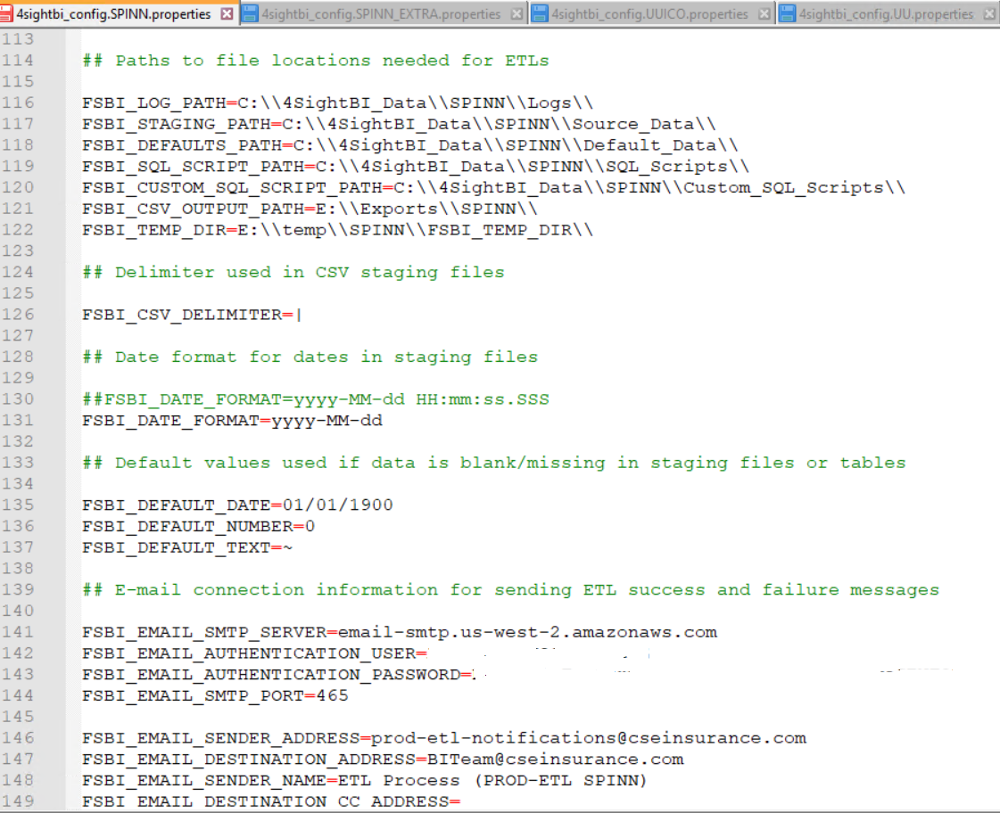 4sightbi_config.SPINN.properties 4sightbi_config.SPINN_EXTRA.properties 4sightbi_config.UUICO.properties 4sightbi_config.UU.properties
113
114 ## Paths to file locations needed for ETLs
115
116 FSBI_LOG_PATH=C:\\4SightBI_Data\\SPINN\\Logs\\
117 FSBI_STAGING_PATH=C:\\4SightBI_Data\\SPINN\\Source_Data\\
118 FSBI_DEFAULTS_PATH=C:\\4SightBI_Data\\SPINN\\Default_Data\\
119 FSBI_SQL_SCRIPT_PATH=C:\\4SightBI_Data\\SPINN\\SQL_Scripts\\
120 FSBI_CUSTOM_SQL_SCRIPT_PATH=C:\\4SightBI_Data\\SPINN\\Custom_SQL_Scripts\\
121 FSBI_CSV_OUTPUT_PATH=E:\\Exports\\SPINN\\
122 FSBI_TEMP_DIR=E:\\temp\\SPINN\\FSBI_TEMP_DIR\\
123
124 ## Delimiter used in CSV staging files
125
126 FSBI_CSV_DELIMITER=|
127
128 ## Date format for dates in staging files
129
130 ##FSBI_DATE_FORMAT=yyyy-MM-dd HH:mm:ss.SSS
131 FSBI_DATE_FORMAT=yyyy-MM-dd
132
133 ## Default values used if data is blank/missing in staging files or tables
134
135 FSBI_DEFAULT_DATE=01/01/1900
136 FSBI_DEFAULT_NUMBER=0
137 FSBI_DEFAULT_TEXT=~
138
139 ## E-mail connection information for sending ETL success and failure messages
140
141 FSBI_EMAIL_SMTP_SERVER=email-smtp.us-west-2.amazonaws.com
142 FSBI_EMAIL_AUTHENTICATION_USER=
143 FSBI_EMAIL_AUTHENTICATION_PASSWORD=
144 FSBI_EMAIL_SMTP_PORT=465
145
146 FSBI_EMAIL_SENDER_ADDRESS=prod-etl-notifications@cseinsurance.com
147 FSBI_EMAIL_DESTINATION_ADDRESS=BITeam@cseinsurance.com
148 FSBI_EMAIL_SENDER_NAME=ETL Process (PROD-ETL SPINN)
149 FSBI_EMAIL_DESTINATION_CC_ADDRESS=